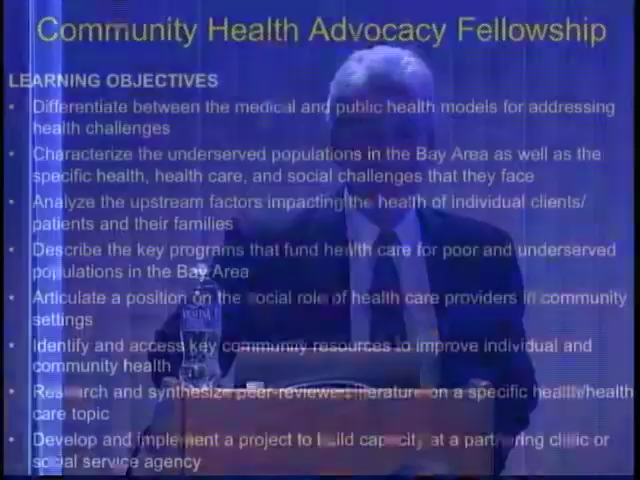 Community Health Advocacy Fellowship
LEARNING OBJECTIVES
• Differentiate between the medical and public health models for addressing
health challenges
• Characterize the underserved populations in the Bay Area as well as the
specific health, health care, and social challenges that they face
• Analyze the upstream factors impacting the health of individual clients/
patients and their families
• Describe the key programs that fund health care for poor and underserved
populations in the Bay Area
• Articulate a position on the social role of health care providers in community
settings
• Identify and access key community resources to improve individual and
community health
• Research and synthesize peer-reviewed literature on a specific health/health
care topic
• Develop and implement a project to build capacity at a partnering clinic or
social service agency